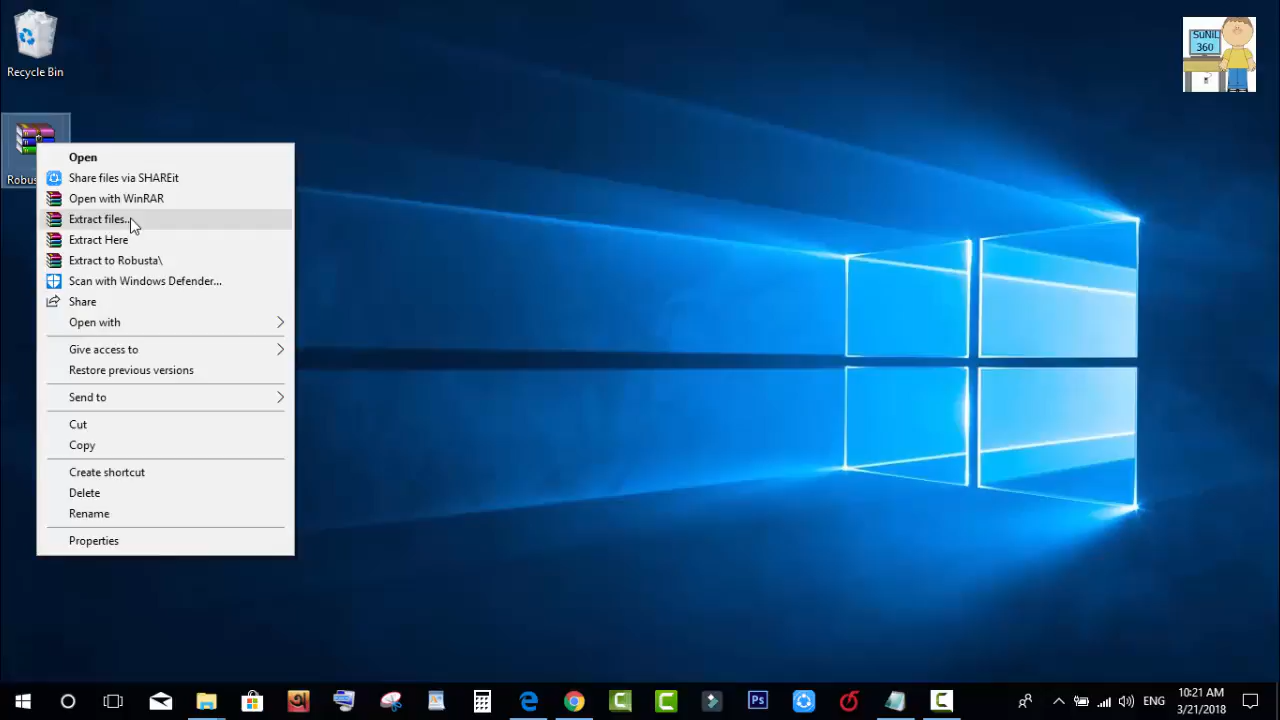 Recycle Bin
SuNiL
360
Robus
Open
Share files via SHAREit
Open with WinRAR
Extract files...
Extract Here
Extract to Robusta\
Scan with Windows Defender...
Share
Open with
Give access to
Restore previous versions
Send to
Cut
Copy
Create shortcut
Delete
Rename
Properties
Ps
ENG
10:21 AM
3/21/2018